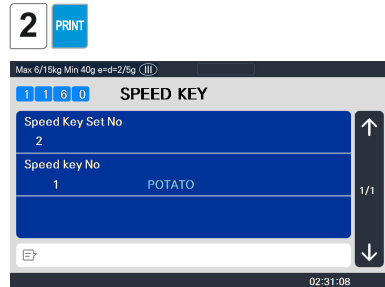 2 PRINT
Max 6/15kg Min 40g e=d=2/5g III
1 1 6 0 SPEED KEY
Speed Key Set No
2
Speed key No
1 POTATO
1/1
02:31:08